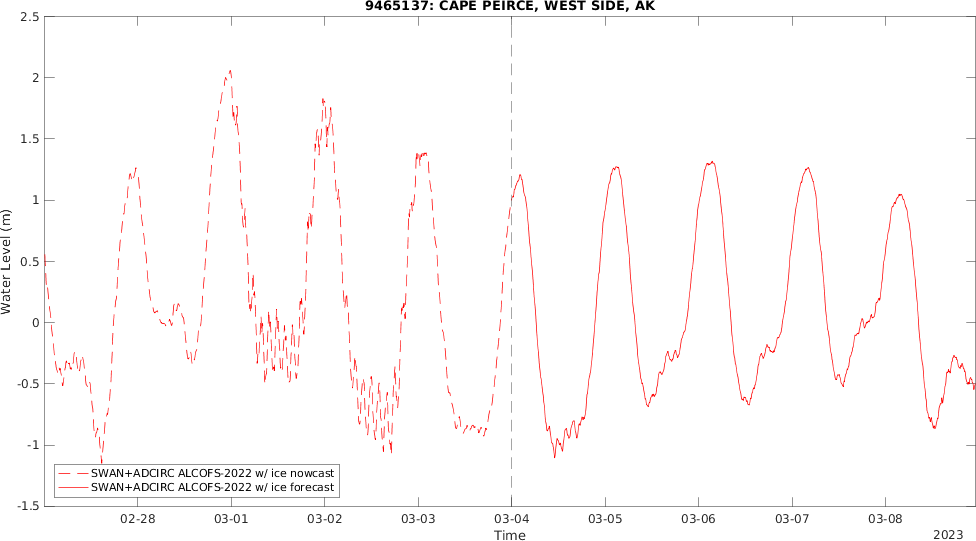 9465137: CAPE PEIRCE, WEST SIDE, AK
2.5
2
1.5
1
0.5
0
-0.5
-1
-1.5
Water Level (m)
SWAN+ADCIRC ALCOFS-2022 w/ ice nowcast
SWAN+ADCIRC ALCOFS-2022 w/ ice forecast
02-28 03-01 03-02 03-03 03-04 03-05 03-06 03-07 03-08
Time
2023